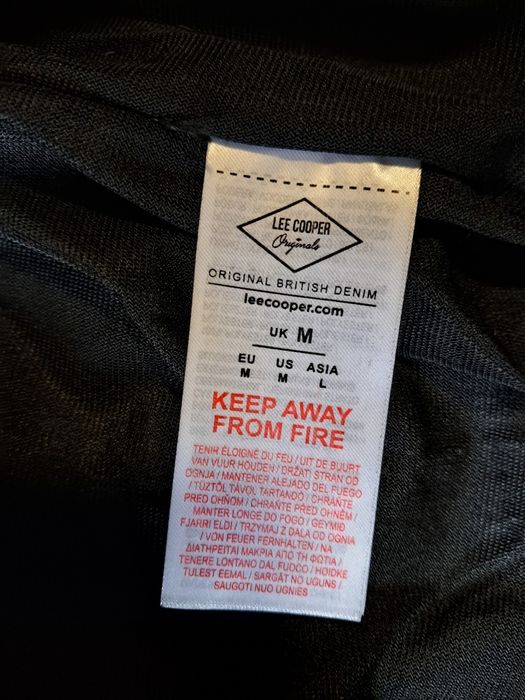 LEE COOPER
Originals
ORiGiNAL BRITISH DENIM
leecooper.com
UK M
EU US ASIA
M M L
KEEP AWAY
FROM FIRE
TENIR ÉLOIGNÉ DU FEU / UIT DE BUURT
VAN VUUR HOUDEN / DRŽATI STRAN OD
OGNJA / MANTENER ALEJADO DEL FUEGO
/ TŰZTŐL TÁVOL TARTANDÓ / CHRAŇTE
PRED OHŇOM / CHRAŇTE PŘED OHNĚM /
MANTER LONGE DO FOGO / GEYMIÐ
FJARRI ELDI / TRZYMAJ Z DALA OD OGNIA
/ VON FEUER FERNHALTEN / ΝΑ
ΔΙΑΤΗΡΕΙΤΑΙ ΜΑΚΡΙΑ ΑΠΟ ΤΗ ΦΩΤΙΑ /
TENERE LONTANO DAL FUOCO / HOIDKE
TULEST EEMAL / SARGĀT NO UGUNS /
SAUGOTI NUO UGNIES